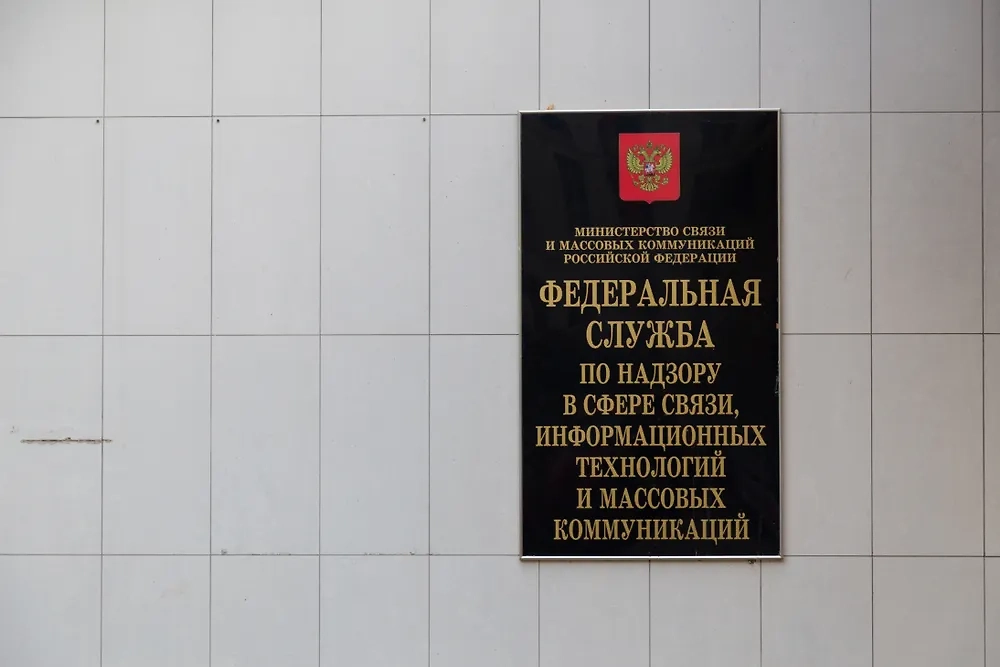 МИНИСТЕРСТВО СВЯЗИ
И МАССОВЫХ КОММУНИКАЦИЙ
РОССИЙСКОЙ ФЕДЕРАЦИИ
ФЕДЕРАЛЬНАЯ
СЛУЖБА
ПО НАДЗОРУ
В СФЕРЕ СВЯЗИ,
ИНФОРМАЦИОННЫХ
ТЕХНОЛОГИЙ
И МАССОВЫХ
КОММУНИКАЦИЙ